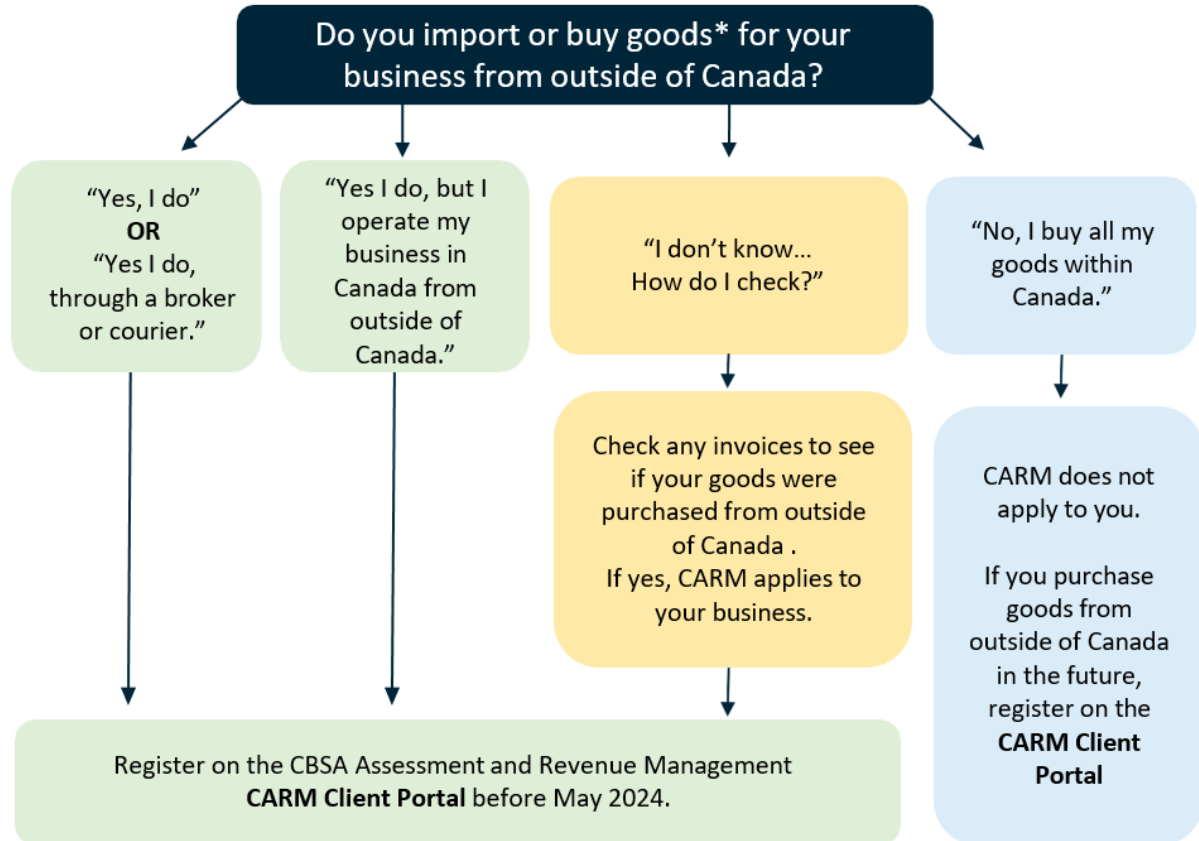 Do you import or buy goods* for your
business from outside of Canada?
“Yes, I do”
OR
“Yes I do,
through a broker
or courier.”
“Yes I do, but I
operate my
business in
Canada from
outside of
Canada.”
“I don’t know...
How do I check?”
“No, I buy all my
goods within
Canada.”
Check any invoices to see
if your goods were
purchased from outside
of Canada .
If yes, CARM applies to
your business.
CARM does not
apply to you.
If you purchase
goods from
outside of Canada
in the future,
register on the
CARM Client
Portal
Register on the CBSA Assessment and Revenue Management
CARM Client Portal before May 2024.